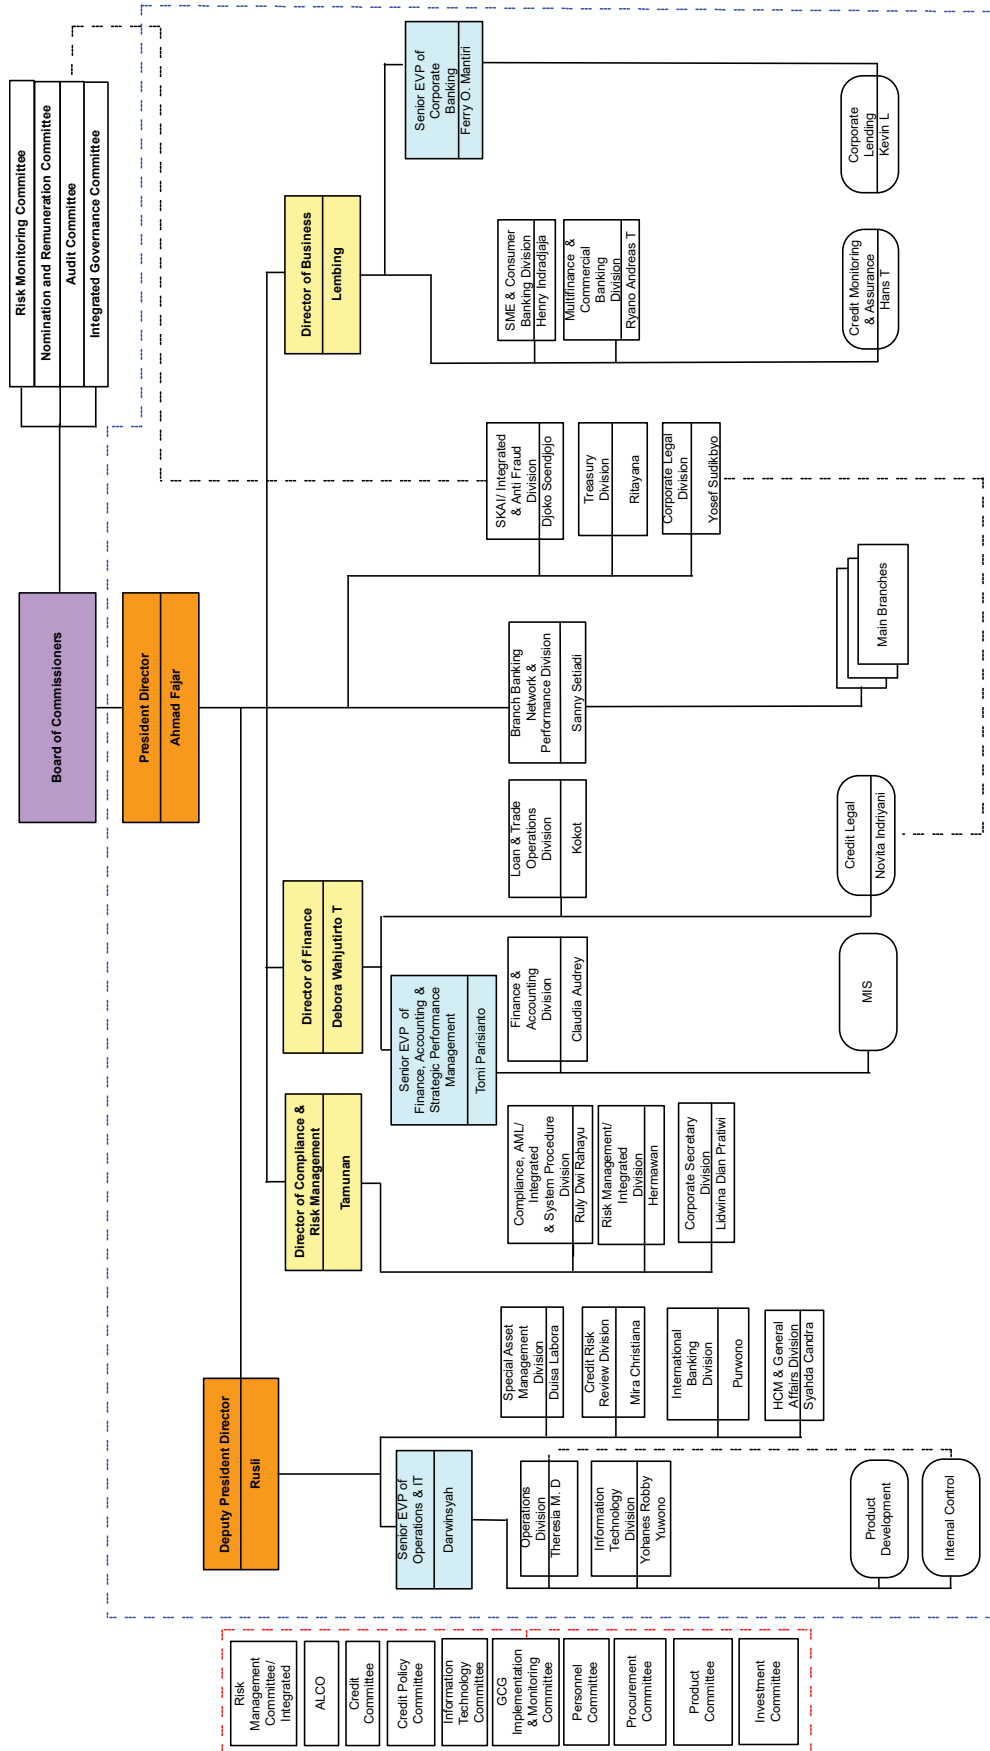 Risk Monitoring Committee
Nomination and Remuneration Committee
Audit Committee
Integrated Governance Committee
Board of Commissioners
President Director
Ahmad Fajar
Deputy President Director
Rusli
Director of Compliance &
Risk Management
Tamunan
Director of Finance
Debora Wahjutirto T
Director of Business
Lembing
Senior EVP of
Operations & IT
Darwinsyah
Senior EVP of
Finance, Accounting &
Strategic Performance
Management
Tomi Parisianto
Senior EVP of
Corporate
Banking
Ferry O. Mantiri
Operations
Division
Theresia M. D
Information
Technology
Division
Yohanes Robby
Yuwono
Product
Development
Internal Control
Special Asset
Management
Division
Duisa Labora
Credit Risk
Review Division
Mira Christiana
International
Banking
Division
Purwono
HCM & General
Affairs Division
Syahda Candra
Compliance, AML/
Integrated
& System Procedure
Division
Ruly Dwi Rahayu
Risk Management/
Integrated
Division
Hermawan
Corporate Secretary
Division
Lidwina Dian Pratiwi
Finance &
Accounting
Division
Claudia Audrey
MIS
Loan & Trade
Operations
Division
Kokot
Credit Legal
Novita Indriyani
Branch Banking
Network &
Performance Division
Sanny Setiadi
Main Branches
SKAI/ Integrated
& Anti Fraud
Division
Djoko Soendjojo
Treasury
Division
Ritayana
Corporate Legal
Division
Yosef Sudikbyo
SME & Consumer
Banking Division
Henry Indradjaja
Multifinance &
Commercial
Banking
Division
Ryano Andreas T
Credit Monitoring
& Assurance
Hans T
Corporate
Lending
Kevin L
Risk
Management
Committee/
Integrated
ALCO
Credit
Committee
Credit Policy
Committee
Information
Technology
Committee
GCG
Implementation
& Monitoring
Committee
Personnel
Committee
Procurement
Committee
Product
Committee
Investment
Committee